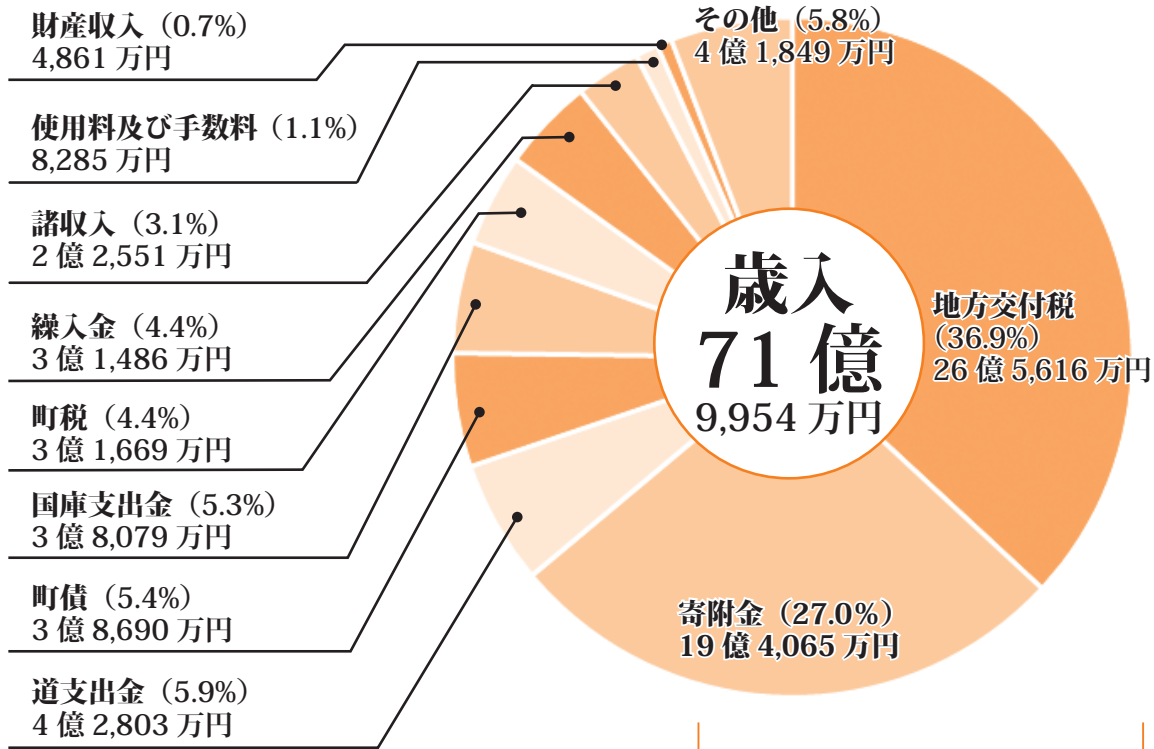 財産収入（0.7%）
4,861 万円
使用料及び手数料（1.1%）
8,285 万円
諸収入（3.1%）
2 億 2,551 万円
繰入金（4.4%）
3 億 1,486 万円
町税（4.4%）
3 億 1,669 万円
国庫支出金（5.3%）
3 億 8,079 万円
町債（5.4%）
3 億 8,690 万円
道支出金（5.9%）
4 億 2,803 万円
その他（5.8%）
4 億 1,849 万円
歳入
71 億
9,954 万円
地方交付税
（36.9%）
26 億 5,616 万円
寄附金（27.0%）
19 億 4,065 万円